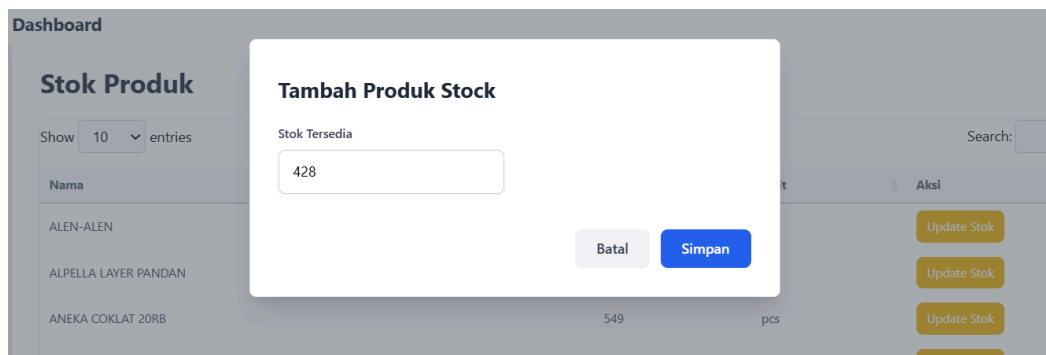 Dashboard
Stok Produk
Tambah Produk Stock
Stok Tersedia
428
Batal Simpan
Show 10 entries Search:
Nama Aksi
ALEN-ALEN Update Stok
ALPELLA LAYER PANDAN Update Stok
ANEKA COKLAT 20RB 549 pcs Update Stok